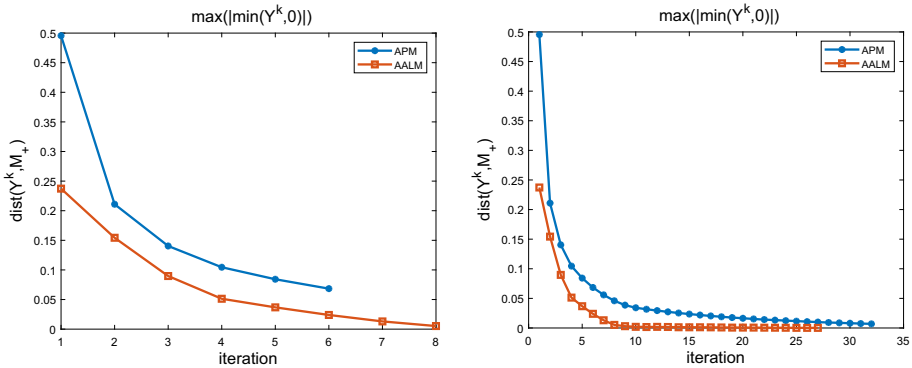 max(|min(Y^k,0)|)
dist(Y^k,M_+)
0.5
0.45
0.4
0.35
0.3
0.25
0.2
0.15
0.1
0.05
0
APM
AALM
1 2 3 4 5 6 7 8
iteration
max(|min(Y^k,0)|)
dist(Y^k,M_+)
0.5
0.45
0.4
0.35
0.3
0.25
0.2
0.15
0.1
0.05
0
APM
AALM
0 5 10 15 20 25 30 35
iteration